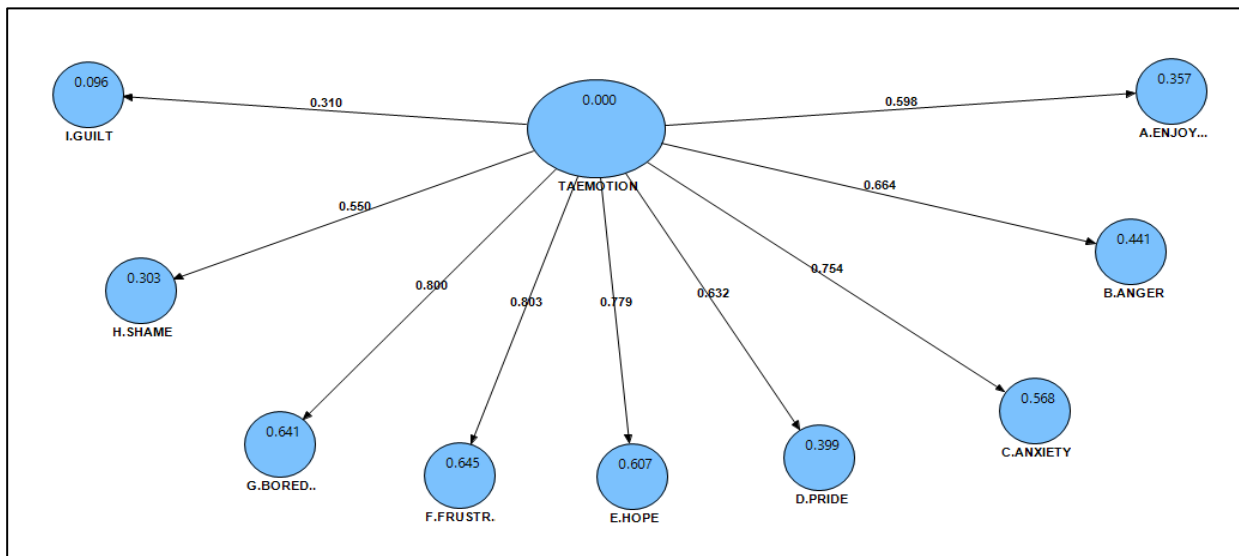 0.096
I.GUILT
0.310
0.000
TAEMOTION
0.598
0.357
A.ENJOY...
0.664
0.441
B.ANGER
0.550
0.303
H.SHAME
0.800
0.803
0.779
0.632
0.754
0.568
C.ANXIETY
0.641
G.BORED..
0.645
F.FRUSTR.
0.607
E.HOPE
0.399
D.PRIDE